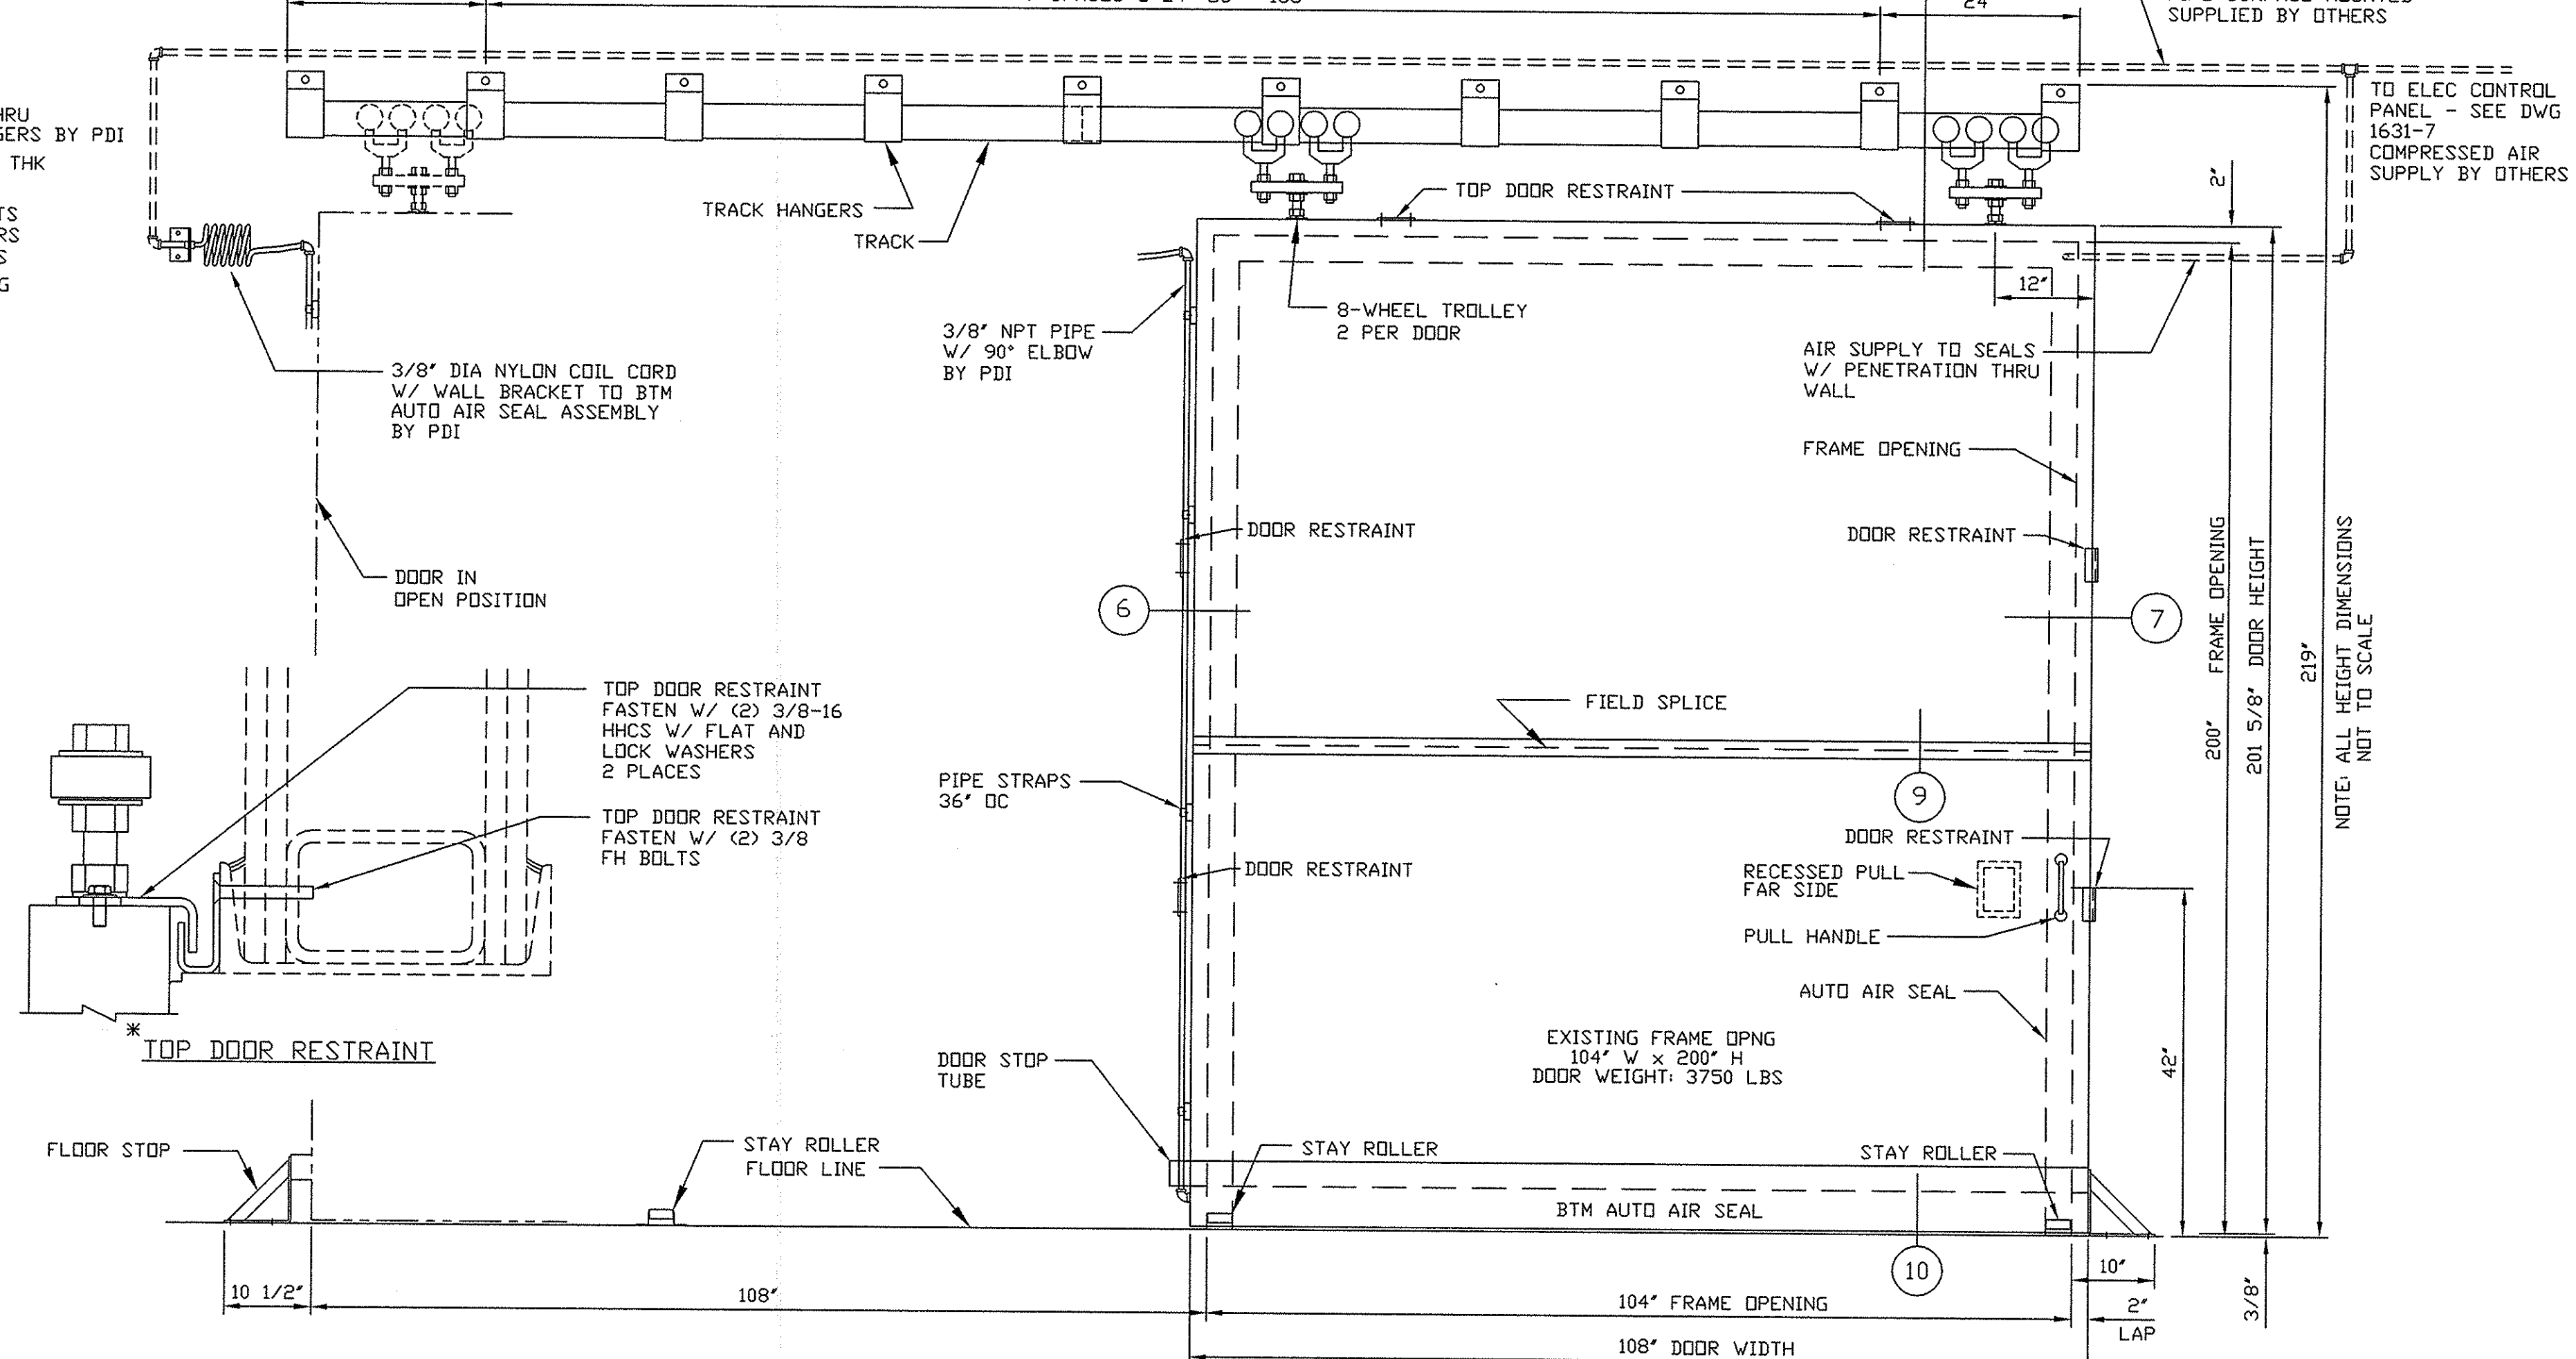 24
SUPPLIED BY OTHERS
HRU
GERS BY PDI
THK
TS
RS
S
G
TO ELEC CONTROL
PANEL - SEE DWG
1631-7
COMPRESSED AIR
SUPPLY BY OTHERS
2"
TRACK HANGERS
TRACK
TOP DOOR RESTRAINT
12"
3/8" NPT PIPE
W/ 90° ELBOW
BY PDI
8-WHEEL TROLLEY
2 PER DOOR
AIR SUPPLY TO SEALS
W/ PENETRATION THRU
WALL
3/8" DIA NYLON COIL CORD
W/ WALL BRACKET TO BTM
AUTO AIR SEAL ASSEMBLY
BY PDI
FRAME OPENING
DOOR RESTRAINT
DOOR RESTRAINT
DOOR IN
OPEN POSITION
6
7
200" FRAME OPENING
201 5/8" DOOR HEIGHT
219"
NOTE: ALL HEIGHT DIMENSIONS
NOT TO SCALE
TOP DOOR RESTRAINT
FASTEN W/ (2) 3/8-16
HHCS W/ FLAT AND
LOCK WASHERS
2 PLACES
FIELD SPLICE
PIPE STRAPS
36" OC
9
TOP DOOR RESTRAINT
FASTEN W/ (2) 3/8
FH BOLTS
DOOR RESTRAINT
DOOR RESTRAINT
RECESSED PULL
FAR SIDE
PULL HANDLE
AUTO AIR SEAL
*
TOP DOOR RESTRAINT
EXISTING FRAME OPNG
104" W x 200" H
DOOR WEIGHT: 3750 LBS
DOOR STOP
TUBE
42"
FLOOR STOP
STAY ROLLER
FLOOR LINE
STAY ROLLER
STAY ROLLER
BTM AUTO AIR SEAL
10
10 1/2"
108"
104" FRAME OPENING
10"
2"
LAP
3/8"
108" DOOR WIDTH